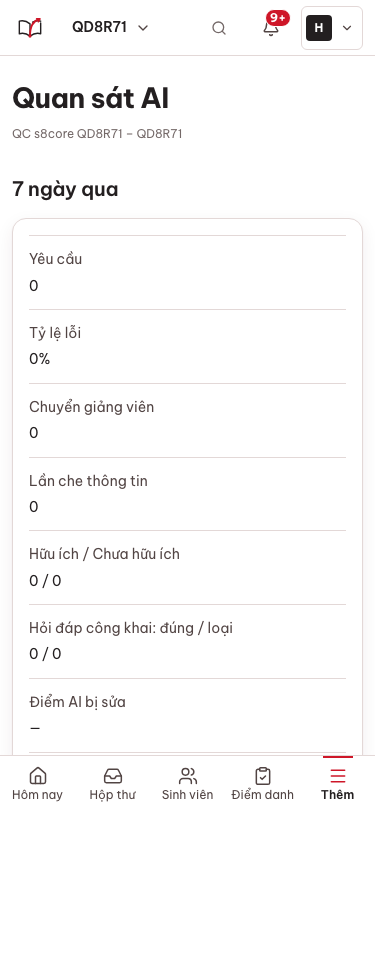 QD8R71
9+
H
Quan sát AI
QC s8core QD8R71 – QD8R71
7 ngày qua
Yêu cầu
0
Tỷ lệ lỗi
0%
Chuyển giảng viên
0
Lần che thông tin
0
Hữu ích / Chưa hữu ích
0 / 0
Hỏi đáp công khai: đúng / loại
0 / 0
Điểm AI bị sửa
—
Hôm nay
Hộp thư
Sinh viên
Điểm danh
Thêm